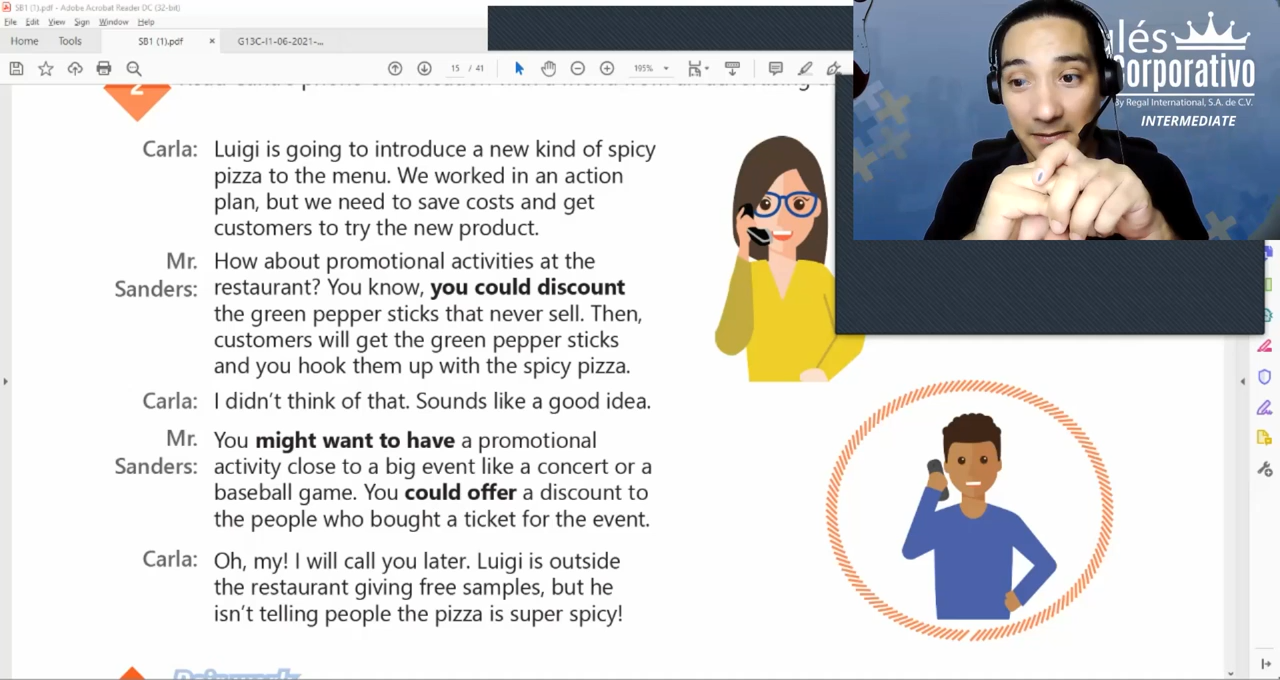 SB1 (1).pdf - Adobe Acrobat Reader DC (32-bit)
File Edit View Sign Window Help
Home Tools SB1 (1).pdf × G13C-I1-06-2021-...
15 / 41 195%
2
Carla: Luigi is going to introduce a new kind of spicy
pizza to the menu. We worked in an action
plan, but we need to save costs and get
customers to try the new product.
Mr. How about promotional activities at the
Sanders: restaurant? You know, you could discount
the green pepper sticks that never sell. Then,
customers will get the green pepper sticks
and you hook them up with the spicy pizza.
Carla: I didn't think of that. Sounds like a good idea.
Mr. You might want to have a promotional
Sanders: activity close to a big event like a concert or a
baseball game. You could offer a discount to
the people who bought a ticket for the event.
Carla: Oh, my! I will call you later. Luigi is outside
the restaurant giving free samples, but he
isn't telling people the pizza is super spicy!
lés
orporativo
By Regal International, S.A. de C.V.
INTERMEDIATE